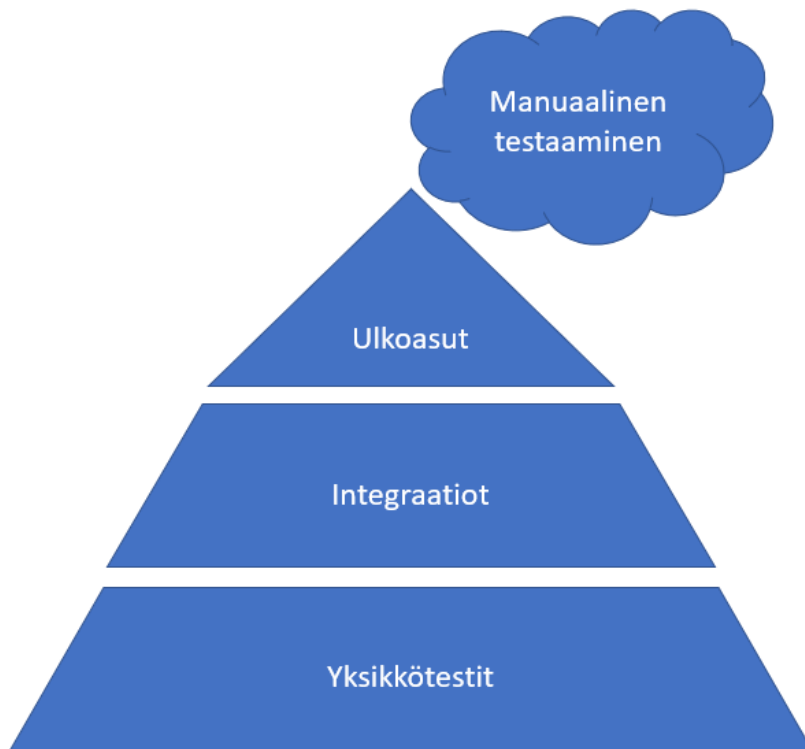 Manuaalinen
testaaminen
Ulkoasut
Integraatiot
Yksikkötestit